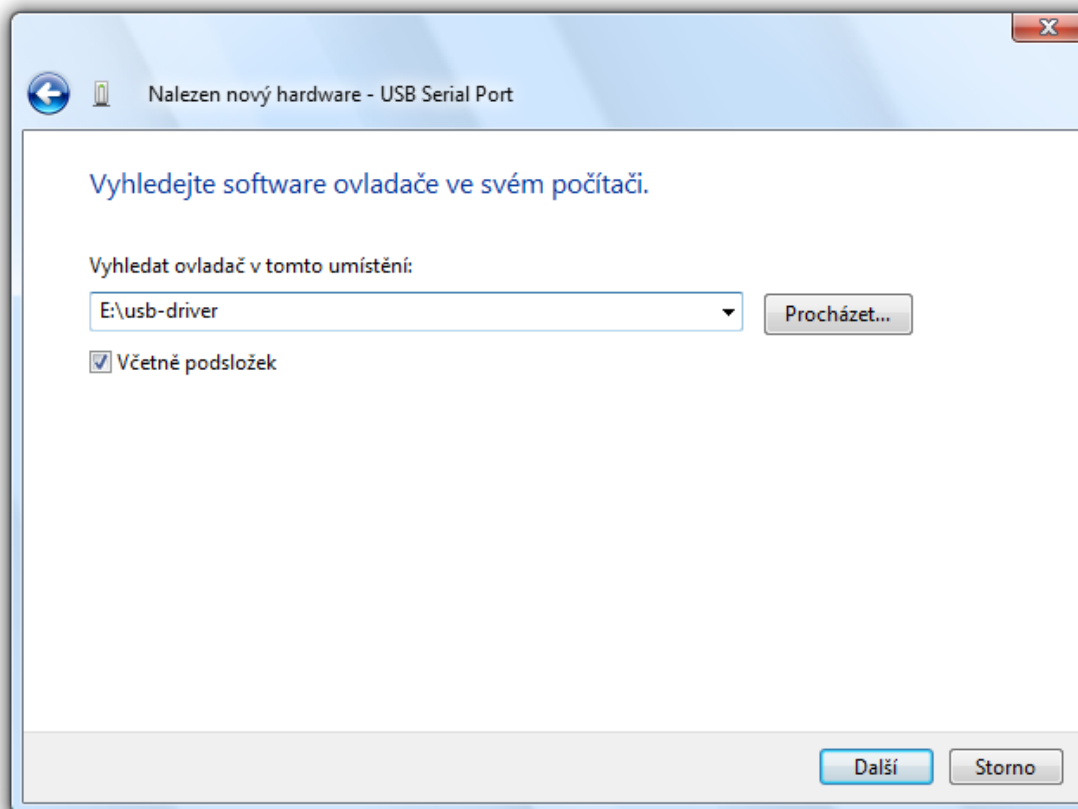 Nalezen nový hardware - USB Serial Port
Vyhledejte software ovladače ve svém počítači.
Vyhledat ovladač v tomto umístění:
E:\usb-driver
Procházet...
Včetně podsložek
Další
Storno